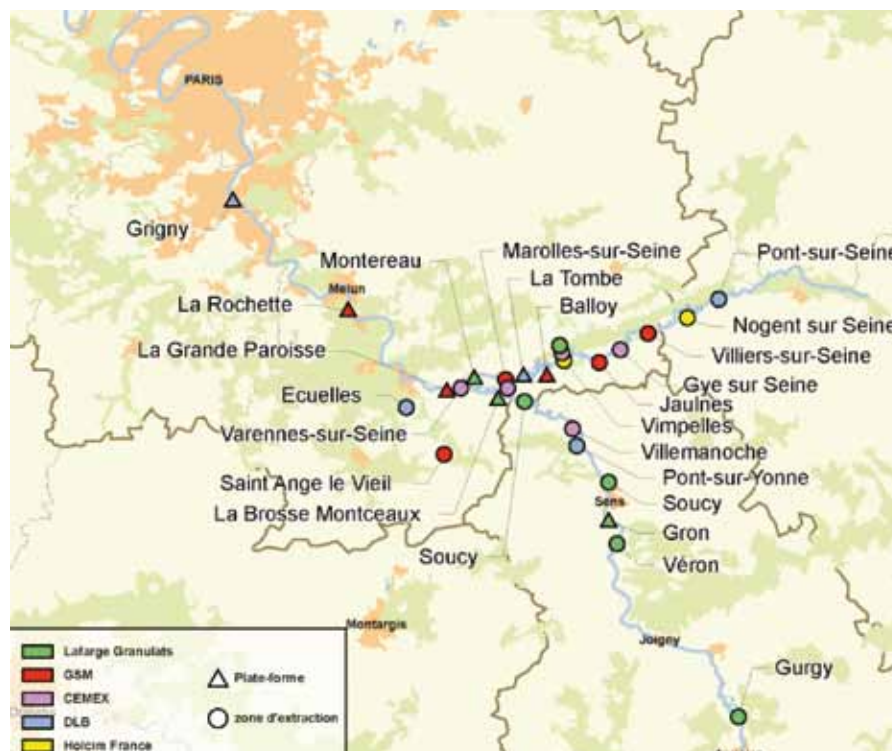 PARIS
Grigny
Marolles-sur-Seine
Montereau
La Tombe
Pont-sur-Seine
Melun
Balloy
La Rochette
Nogent sur Seine
La Grande Paroisse
Villiers-sur-Seine
Ecuelles
Gye sur Seine
Jaulnes
Varennes-sur-Seine
Vimpelles
Villemanoche
Saint Ange le Vieil
Pont-sur-Yonne
La Brosse Montceaux
Soucy
Sens
Gron
Soucy
Véron
Montargis
Joigny
Gurgy
Lafarge Granulats
GSM
CEMEX
DLB
Holcim France
Plate-forme
zone d'extraction